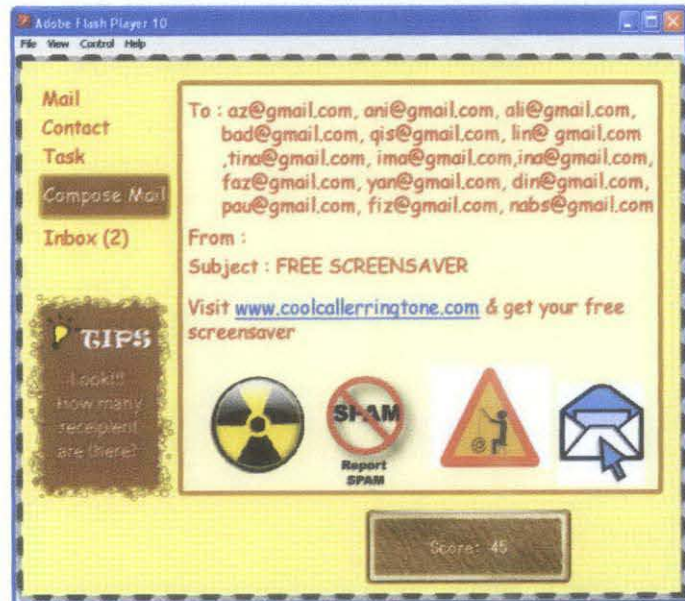 Adobe Flash Player 10
File View Control Help
Mail
Contact
Task
Compose Mail
Inbox (2)
TIPS
Look!!!
How many
recepient
are there?
To : az@gmail.com, ani@gmail.com, ali@gmail.com,
bad@gmail.com, qis@gmail.com, lin@ gmail.com
,tina@gmail.com, ima@gmail.com,ina@gmail.com,
faz@gmail.com, yan@gmail.com, din@gmail.com,
pau@gmail.com, fiz@gmail.com, nabs@gmail.com
From :
Subject : FREE SCREENSAVER
Visit www.coolcallerringtone.com & get your free
screensaver
SPAM
Report
SPAM
Score: 45